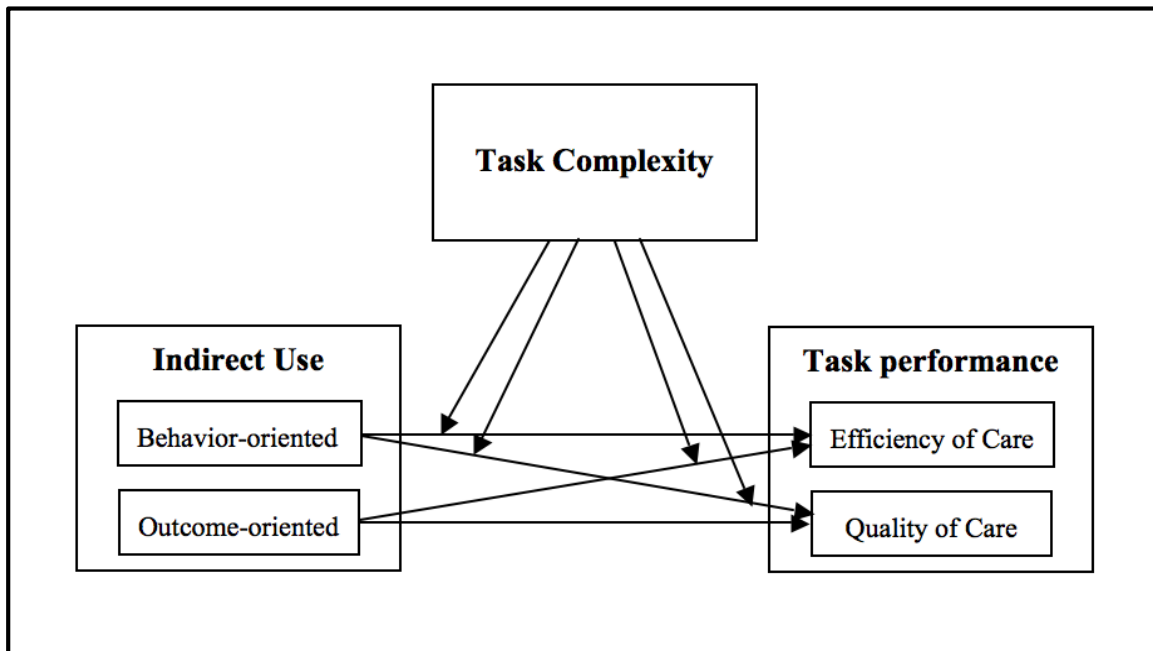 Task Complexity
Indirect Use
Behavior-oriented
Outcome-oriented
Task performance
Efficiency of Care
Quality of Care